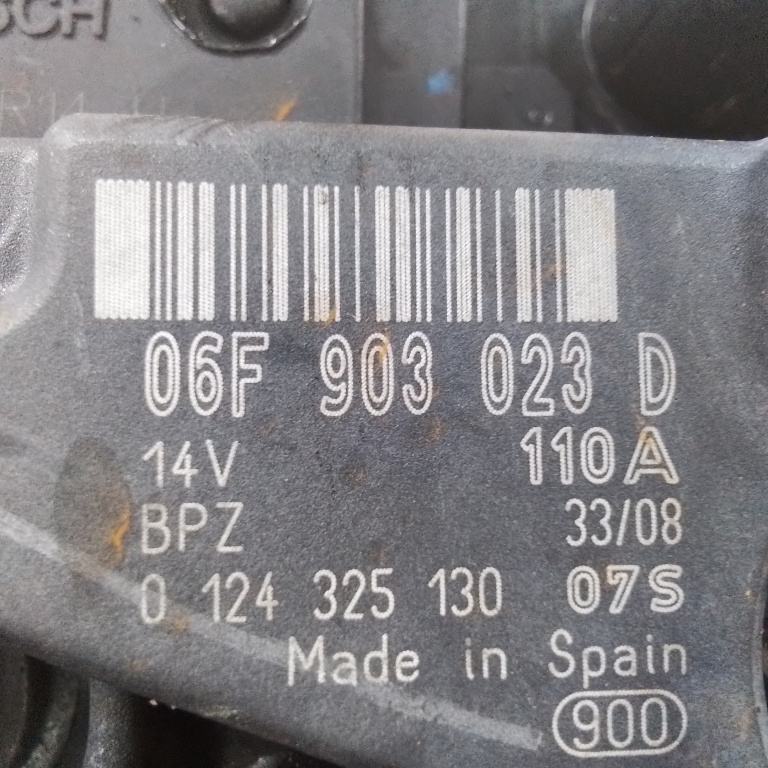 06F 903 023 D
14V 110A
BPZ 33/08
0 124 325 130 07S
Made in Spain
900